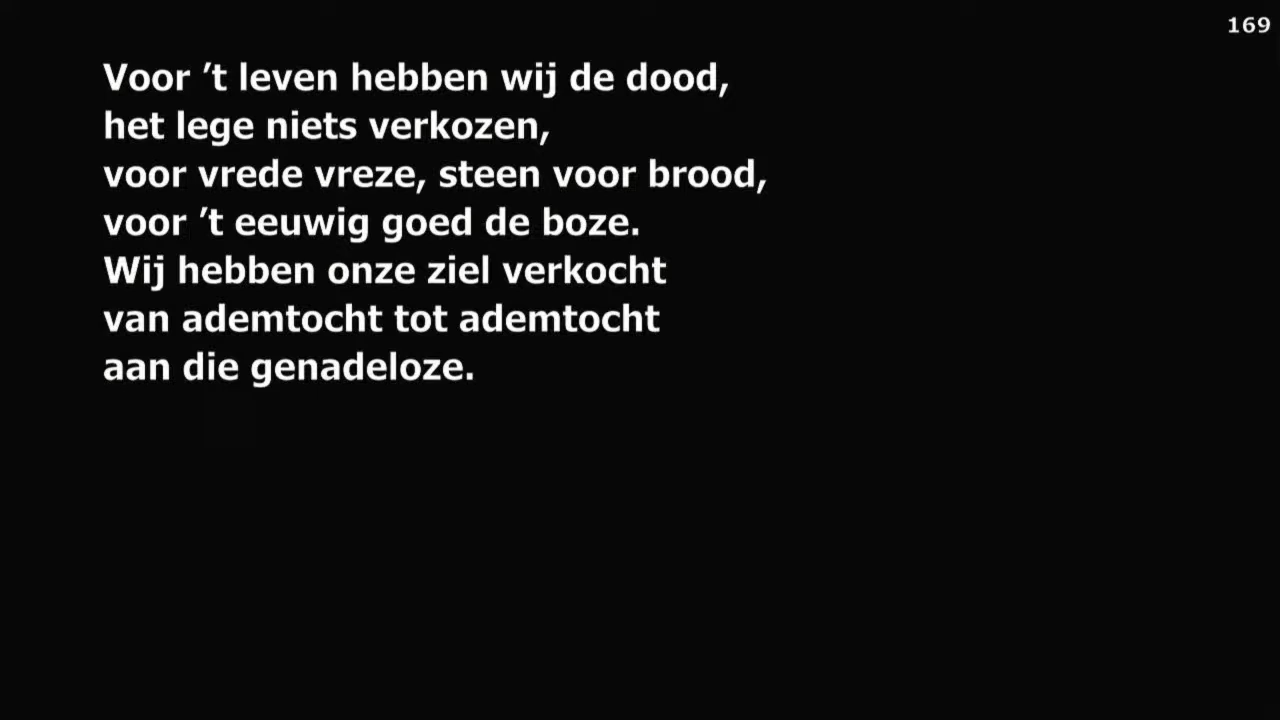 169
Voor ’t leven hebben wij de dood,
het lege niets verkozen,
voor vrede vreze, steen voor brood,
voor ’t eeuwig goed de boze.
Wij hebben onze ziel verkocht
van ademtocht tot ademtocht
aan die genadeloze.